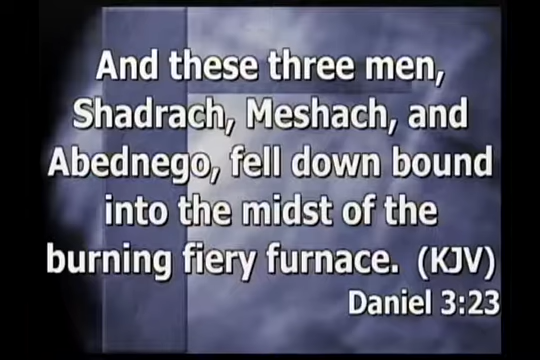 And these three men,
Shadrach, Meshach, and
Abednego, fell down bound
into the midst of the
burning fiery furnace. (KJV)
Daniel 3:23